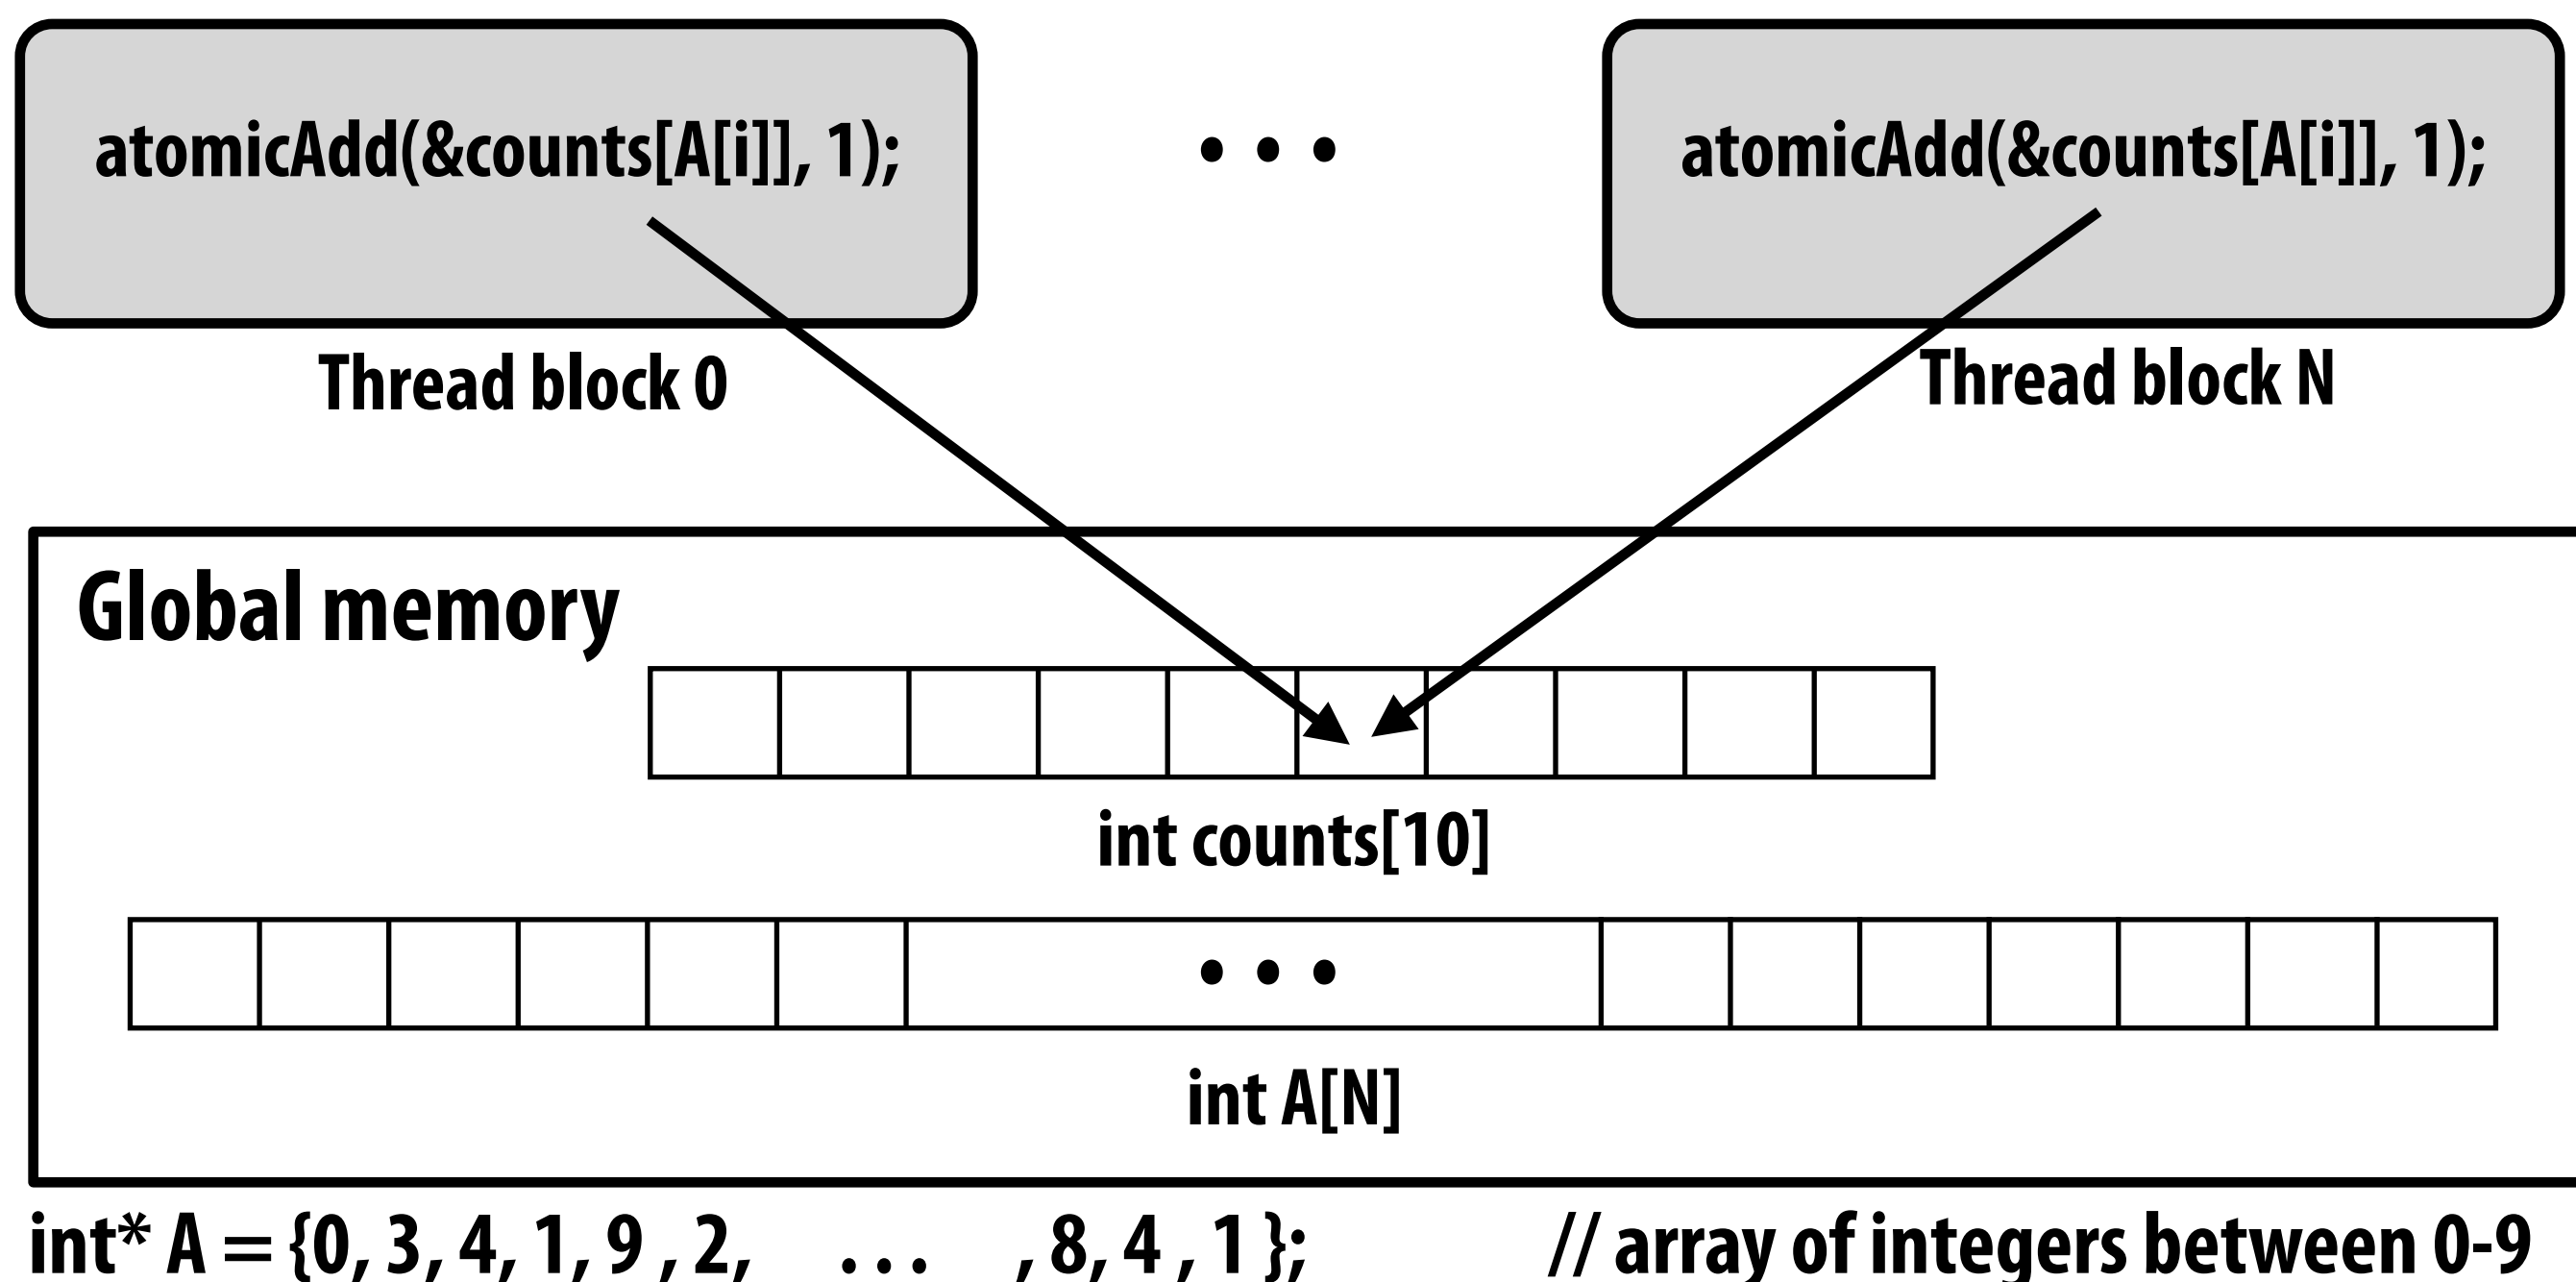 atomicAdd(&counts[A[i]], 1);
• • •
atomicAdd(&counts[A[i]], 1);
Thread block 0
Thread block N
Global memory
int counts[10]
• • •
int A[N]
int* A = {0, 3, 4, 1, 9 , 2, . . . , 8, 4 , 1 }; // array of integers between 0-9